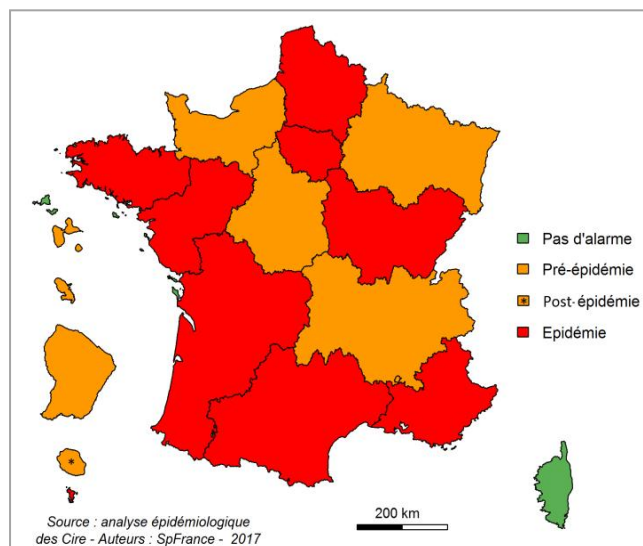 Pas d'alarme
Pré-épidémie
* Post-épidémie
Epidémie
*
200 km
Source : analyse épidémiologique
des Cire - Auteurs : SpFrance - 2017